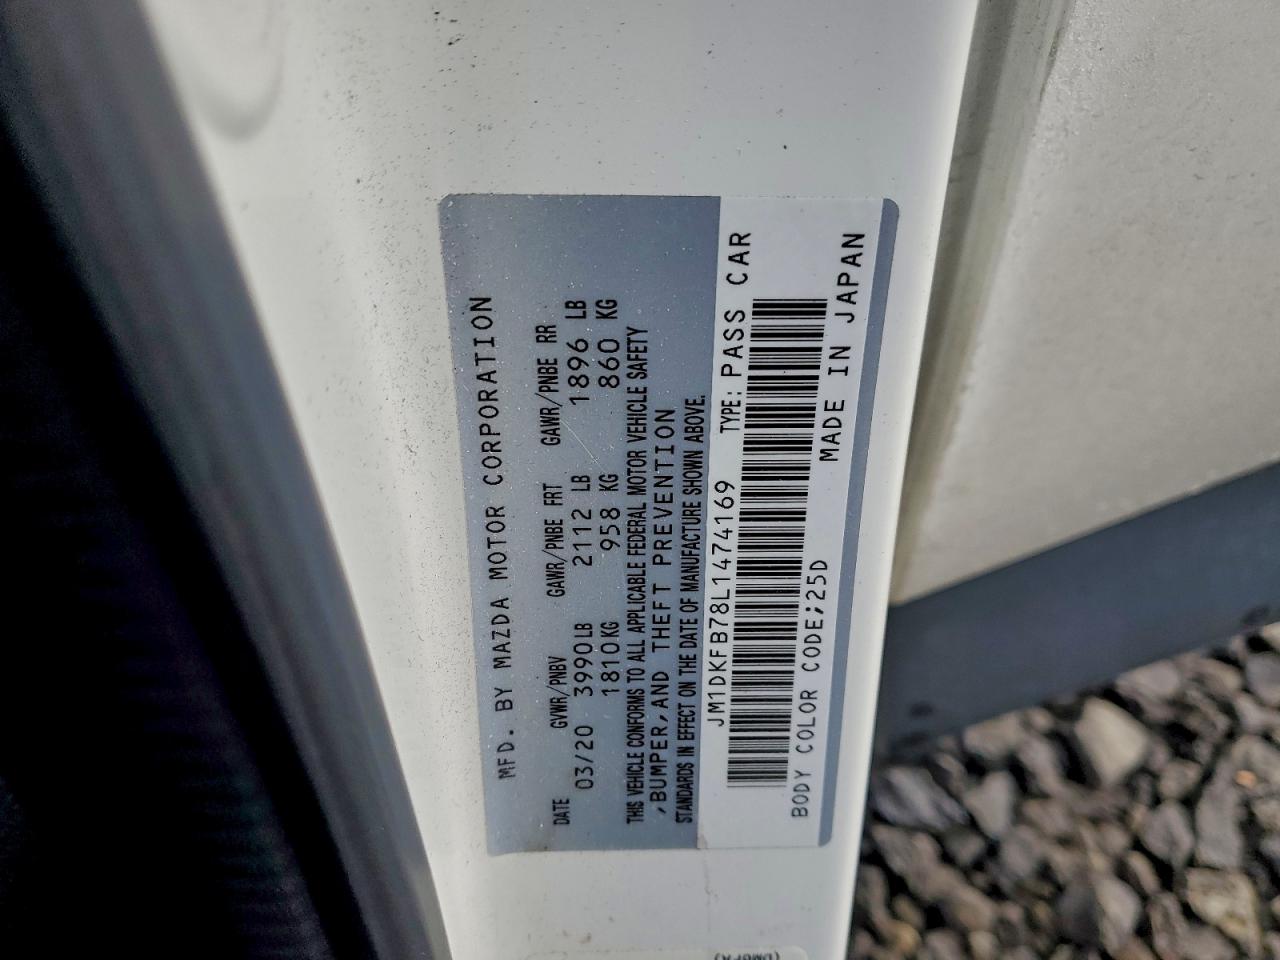 MFD. BY MAZDA MOTOR CORPORATION
DATE GVWR/PNBV GAWR/PNBE FRT GAWR/PNBE RR
03/20 3990LB 2112 LB 1896 LB
1810KG 958 KG 860 KG
THIS VEHICLE CONFORMS TO ALL APPLICABLE FEDERAL MOTOR VEHICLE SAFETY
,BUMPER,AND THEFT PREVENTION
STANDARDS IN EFFECT ON THE DATE OF MANUFACTURE SHOWN ABOVE.
JM1DKFB78L1474169 TYPE: PASS CAR
BODY COLOR CODE;25D MADE IN JAPAN